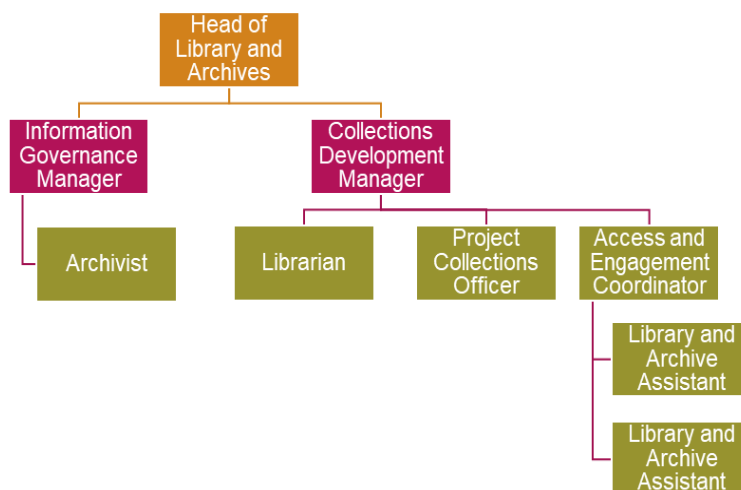 Head of
Library and
Archives
Information
Governance
Manager
Collections
Development
Manager
Archivist
Librarian
Project
Collections
Officer
Access and
Engagement
Coordinator
Library and
Archive
Assistant
Library and
Archive
Assistant